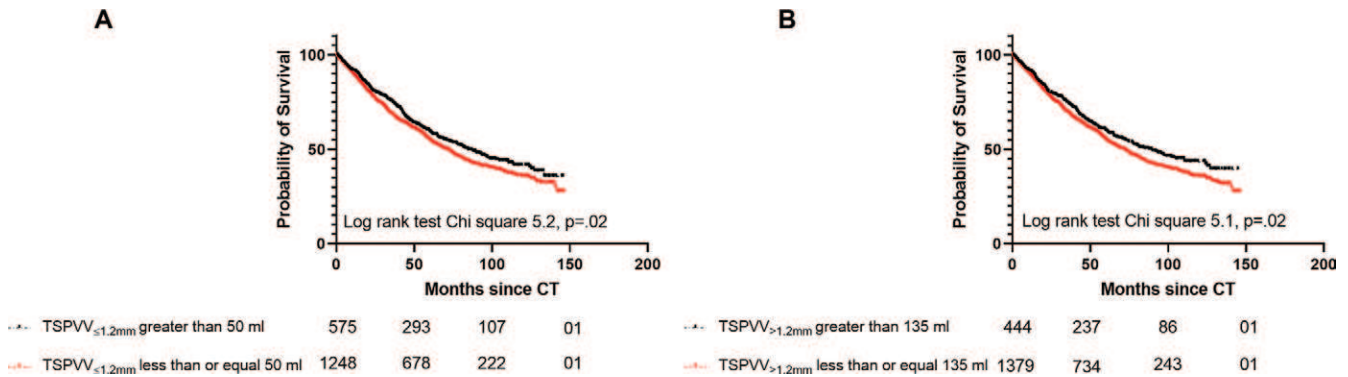 A
B
Probability of Survival
100
50
0
Log rank test Chi square 5.2, p=.02
0 50 100 150 200
Months since CT
TSPVV≤1.2mm greater than 50 ml 575 293 107 01
TSPVV≤1.2mm less than or equal 50 ml 1248 678 222 01
Probability of Survival
100
50
0
Log rank test Chi square 5.1, p=.02
0 50 100 150 200
Months since CT
TSPVV>1.2mm greater than 135 ml 444 237 86 01
TSPVV>1.2mm less than or equal 135 ml 1379 734 243 01